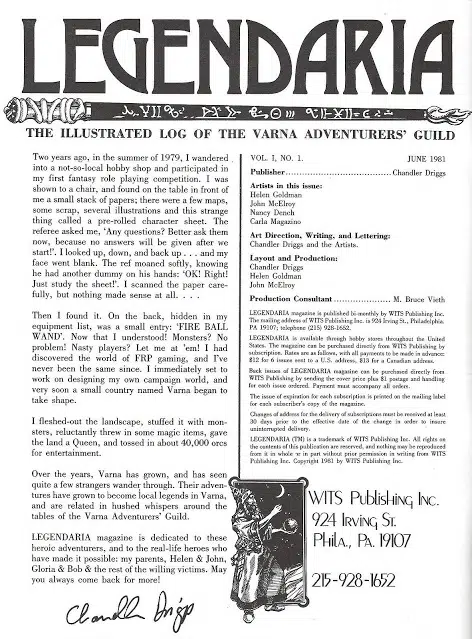 LEGENDARIA
THE ILLUSTRATED LOG OF THE VARNA ADVENTURERS' GUILD
Two years ago, in the summer of 1979, I wandered
into a not-so-local hobby shop and participated in
my first fantasy role playing competition. I was
shown to a chair, and found on the table in front of
me a small stack of papers; there were a few maps,
some scrap, several illustrations and this strange
thing called a pre-rolled character sheet. The
referee asked me, 'Any questions? Better ask them
now, because no answers will be given after we
start!'. I looked up, down, and back up . . . and my
face went blank. The ref moaned softly, knowing
he had another dummy on his hands: 'OK! Right!
Just study the sheet!'. I scanned the paper care-
fully, but nothing made sense at all. . . .
Then I found it. On the back, hidden in my
equipment list, was a small entry: 'FIRE BALL
WAND'. Now that I understood! Monsters? No
problem! Nasty players? Let me at 'em! I had
discovered the world of FRP gaming, and I've
never been the same since. I immediately set to
work on designing my own campaign world, and
very soon a small country named Varna began to
take shape.
I fleshed-out the landscape, stuffed it with mon-
sters, reluctantly threw in some magic items, gave
the land a Queen, and tossed in about 40,000 orcs
for entertainment.
Over the years, Varna has grown, and has seen
quite a few strangers wander through. Their adven-
tures have grown to become local legends in Varna,
and are related in hushed whispers around the
tables of the Varna Adventurers' Guild.
LEGENDARIA magazine is dedicated to these
heroic adventurers, and to the real-life heroes who
have made it possible: my parents, Helen & John,
Gloria & Bob & the rest of the willing victims. May
you always come back for more!
Chandler Driggs
VOL. I, NO. 1. JUNE 1981
Publisher........................................Chandler Driggs
Artists in this issue:
Helen Goldman
John McElroy
Nancy Dench
Carla Magazino
Art Direction, Writing, and Lettering:
Chandler Driggs and the Artists.
Layout and Production:
Chandler Driggs
Helen Goldman
John McElroy
Production Consultant....................M. Bruce Vieth
LEGENDARIA magazine is published bi-monthly by WITS Publishing Inc.
The mailing address of WITS Publishing Inc. is 924 Irving St., Philadelphia.
PA 19107; telephone (215) 928-1652.
LEGENDARIA is available through hobby stores throughout the United
States. The magazine can be purchased directly from WITS Publishing by
subscription. Rates are as follows, with all payments to be made in advance:
$12 for 6 issues sent to a U.S. address, $13 for a Canadian address.
Back issues of LEGENDARIA magazine can be purchased directly from
WITS Publishing by sending the cover price plus $1 postage and handling
for each issue ordered. Payment must accompany all orders.
The issue of expiration for each subscription is printed on the mailing label
for each subscriber's copy of the magazine.
Changes of address for the delivery of subscriptions must be received at least
30 days prior to the effective date of the change in order to insure
uninterrupted delivery.
LEGENDARIA (TM) is a trademark of WITS Publishing Inc. All rights on
the contents of this publication are reserved, and nothing may be reproduced
from it in whole or in part without prior permission in writing from WITS
Publishing Inc. Copyright 1981 by WITS Publishing Inc.
WITS Publishing Inc.
924 Irving St.
Phila., Pa. 19107
215-928-1652